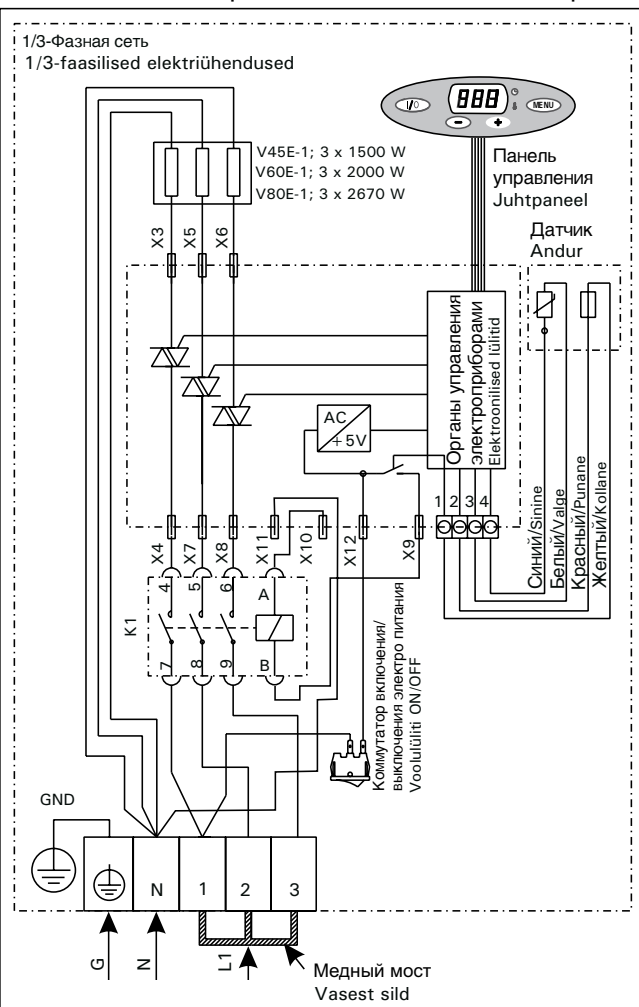 1/3-Фазная сеть
1/3-faasilised elektriühendused
I/O
888
MENU
−
+
V45E-1; 3 x 1500 W
V60E-1; 3 x 2000 W
V80E-1; 3 x 2670 W
Панель
управления
Juhtpaneel
Датчик
Andur
X3
X5
X6
Органы управления
электроприборами
Elektroonilised lülitid
AC
+5V
1 2 3 4
X4
X7
X8
X11
X10
X12
X9
Синий/Sinine
Белый/Valge
Красный/Punane
Желтый/Kollane
K1
4
5
6
A
7
8
9
B
Коммутатор включения/
выключения электро питания
Voolulüliti ON/OFF
GND
N
1
2
3
G
N
L1
Медный мост
Vasest sild